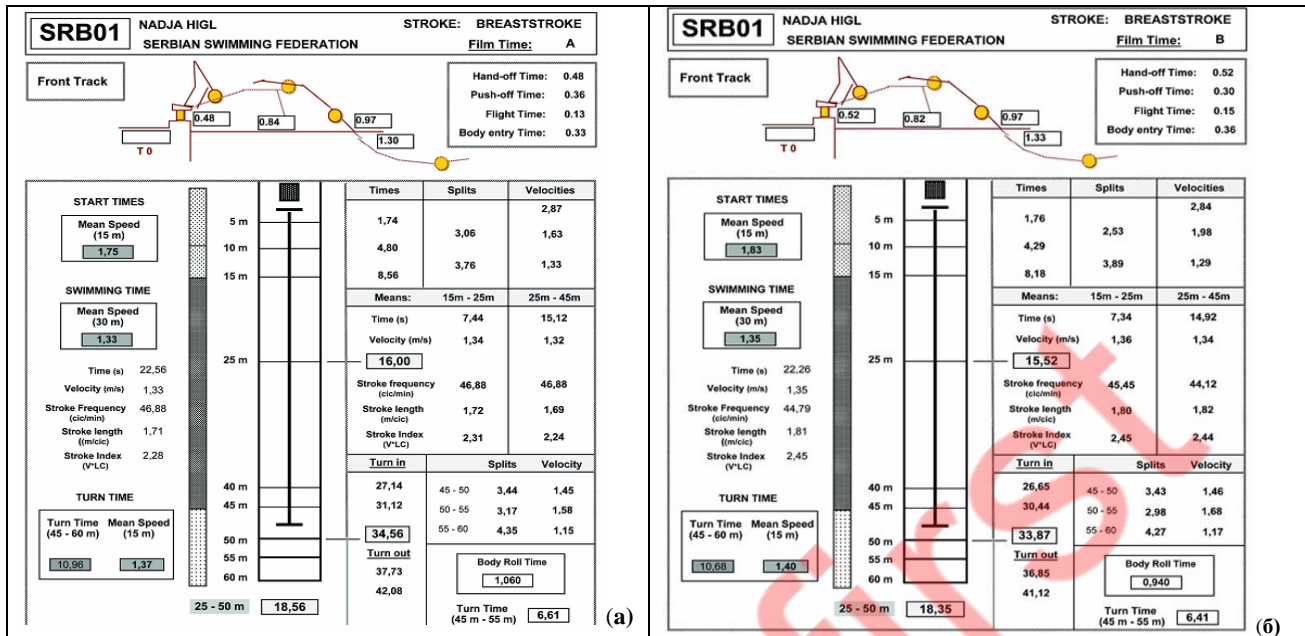 SRB01
NADJA HIGL
STROKE: BREASTSTROKE
SERBIAN SWIMMING FEDERATION
Film Time: A
Front Track
Hand-off Time: 0.48
Push-off Time: 0.36
Flight Time: 0.13
Body entry Time: 0.33
0.48
0.84
0.97
1.30
T 0
START TIMES
Mean Speed
(15 m)
1,75
SWIMMING TIME
Mean Speed
(30 m)
1,33
Time (s) 22,56
Velocity (m/s) 1,33
Stroke Frequency
(cic/min)
46,88
Stroke length
((m/cic)
1,71
Stroke Index
(V*LC)
2,28
TURN TIME
Turn Time
(45 - 60 m)
Mean Speed
(15 m)
10,96
1,37
5 m
10 m
15 m
25 m
40 m
45 m
50 m
55 m
60 m
25 - 50 m 18,56
Times Splits Velocities
2,87
1,74
3,06 1,63
4,80
3,76 1,33
8,56
Means: 15m - 25m 25m - 45m
Time (s) 7,44 15,12
Velocity (m/s) 1,34 1,32
16,00
Stroke frequency
(cic/min)
46,88 46,88
Stroke length
(m/cic)
1,72 1,69
Stroke Index
(V*LC)
2,31 2,24
Turn in Splits Velocity
27,14
45 - 50 3,44 1,45
31,12
50 - 55 3,17 1,58
55 - 60 4,35 1,15
34,56
Turn out
37,73
42,08
Body Roll Time
1,060
Turn Time
(45 m - 55 m)
6,61
(а)
SRB01
NADJA HIGL
STROKE: BREASTSTROKE
SERBIAN SWIMMING FEDERATION
Film Time: B
Front Track
Hand-off Time: 0.52
Push-off Time: 0.30
Flight Time: 0.15
Body entry Time: 0.36
0.52
0.82
0.97
1.33
T 0
START TIMES
Mean Speed
(15 m)
1,83
SWIMMING TIME
Mean Speed
(30 m)
1,35
Time (s) 22,26
Velocity (m/s) 1,35
Stroke Frequency
(cic/min)
44,79
Stroke length
((m/cic)
1,81
Stroke Index
(V*LC)
2,45
TURN TIME
Turn Time
(45 - 60 m)
Mean Speed
(15 m)
10,68
1,40
5 m
10 m
15 m
25 m
40 m
45 m
50 m
55 m
60 m
25 - 50 m 18,35
Times Splits Velocities
2,84
1,76
2,53 1,98
4,29
3,89 1,29
8,18
Means: 15m - 25m 25m - 45m
Time (s) 7,34 14,92
Velocity (m/s) 1,36 1,34
15,52
Stroke frequency
(cic/min)
45,45 44,12
Stroke length
(m/cic)
1,80 1,82
Stroke Index
(V*LC)
2,45 2,44
Turn in Splits Velocity
26,65
45 - 50 3,43 1,46
30,44
50 - 55 2,98 1,68
55 - 60 4,27 1,17
33,87
Turn out
36,85
41,12
Body Roll Time
0,940
Turn Time
(45 m - 55 m)
6,41
(б)
first